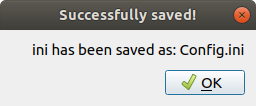 Successfully saved!
ini has been saved as: Config.ini
OK